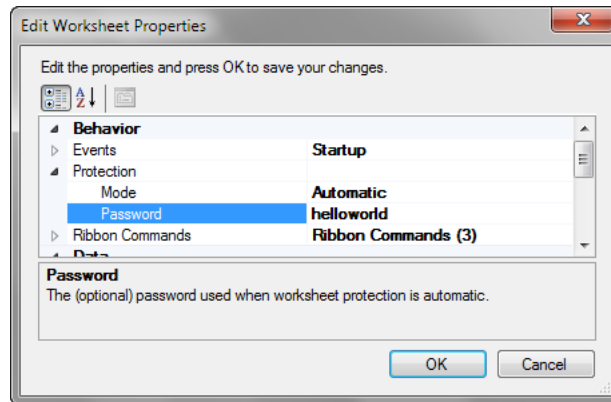 Edit Worksheet Properties
Edit the properties and press OK to save your changes.
Behavior
Events Startup
Protection
Mode Automatic
Password helloworld
Ribbon Commands Ribbon Commands (3)
Data
Password
The (optional) password used when worksheet protection is automatic.
OK Cancel